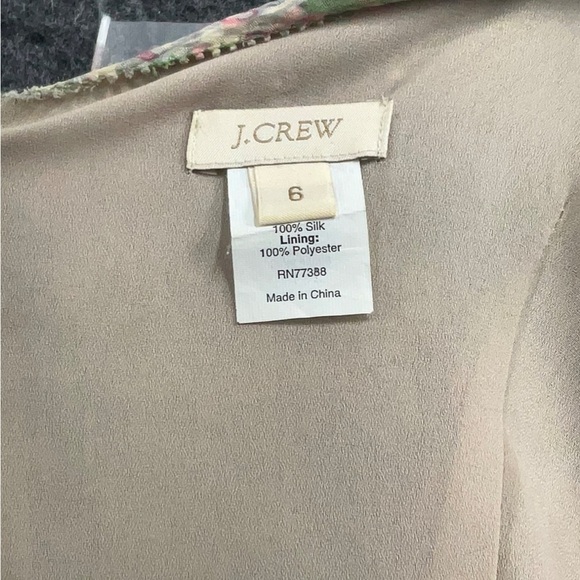 J.CREW
6
100% Silk
Lining:
100% Polyester
RN77388
Made in China